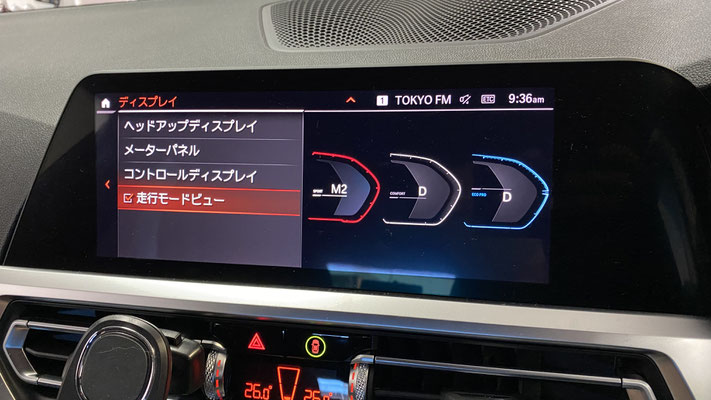 ディスプレイ
1 TOKYO FM ETC 9:36am
ヘッドアップディスプレイ
メーターパネル
コントロールディスプレイ
走行モードビュー
SPORT M2
COMFORT D
ECO PRO D
26.0 26.0